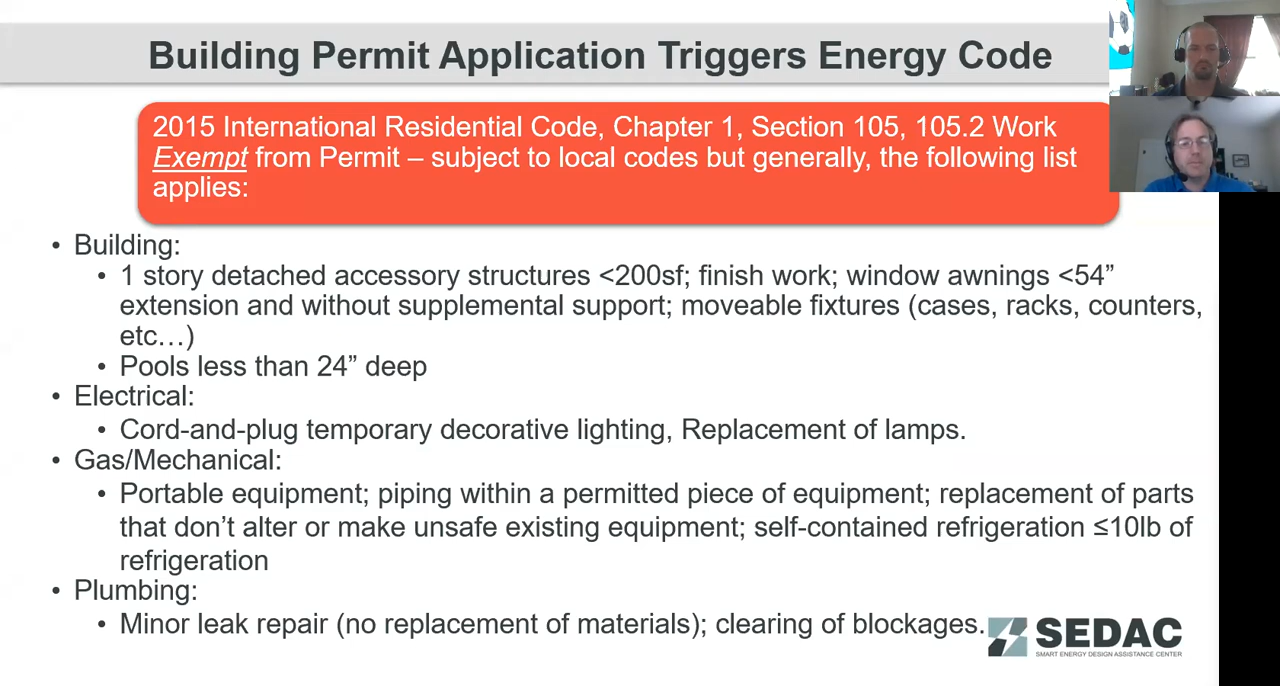 Building Permit Application Triggers Energy Code
2015 International Residential Code, Chapter 1, Section 105, 105.2 Work
Exempt from Permit – subject to local codes but generally, the following list
applies:
• Building:
• 1 story detached accessory structures <200sf; finish work; window awnings <54”
extension and without supplemental support; moveable fixtures (cases, racks, counters,
etc…)
• Pools less than 24” deep
• Electrical:
• Cord-and-plug temporary decorative lighting, Replacement of lamps.
• Gas/Mechanical:
• Portable equipment; piping within a permitted piece of equipment; replacement of parts
that don’t alter or make unsafe existing equipment; self-contained refrigeration ≤10lb of
refrigeration
• Plumbing:
• Minor leak repair (no replacement of materials); clearing of blockages.
SEDAC
SMART ENERGY DESIGN ASSISTANCE CENTER